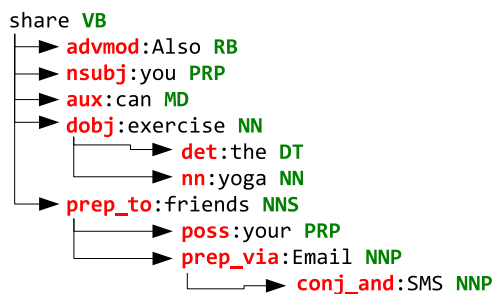 share VB
advmod:Also RB
nsubj:you PRP
aux:can MD
dobj:exercise NN
det:the DT
nn:yoga NN
prep_to:friends NNS
poss:your PRP
prep_via:Email NNP
conj_and:SMS NNP